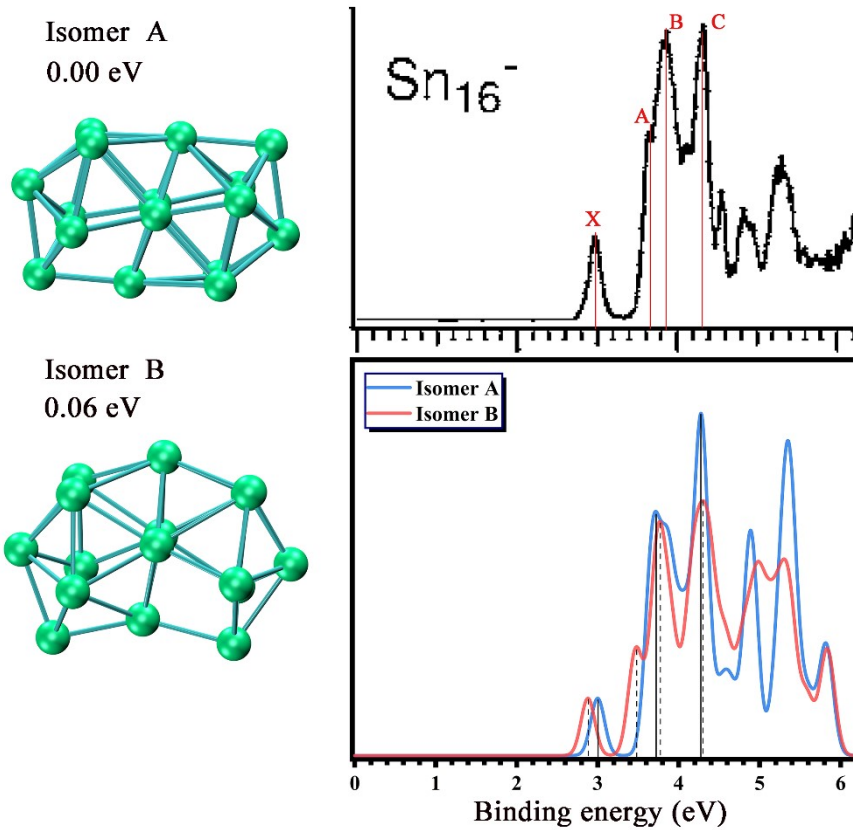 Isomer A
0.00 eV
Sn16-
X
A
B
C
Isomer B
0.06 eV
Isomer A
Isomer B
0 1 2 3 4 5 6
Binding energy (eV)